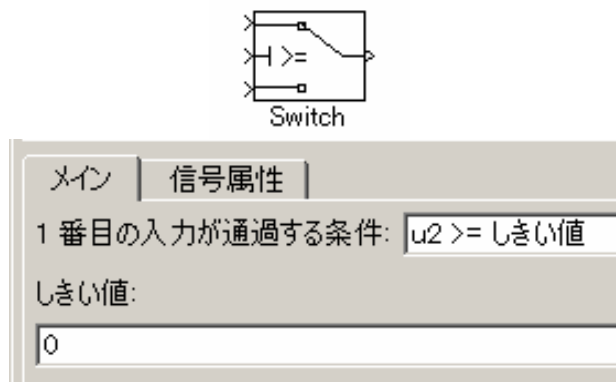 >=
Switch
メイン 信号属性
1 番目の入力が通過する条件: u2 >= しきい値
しきい値:
0